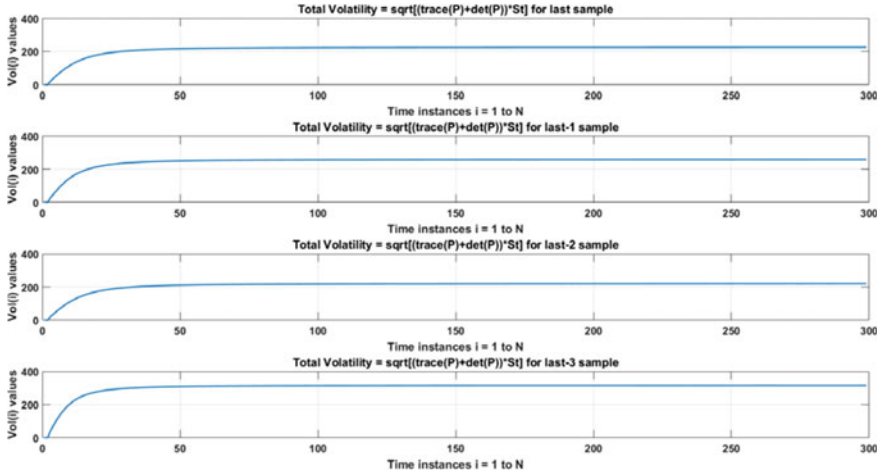 Total Volatility = sqrt[(trace(P)+det(P))*St] for last sample
Vol(i) values
400
200
0
0 50 100 150 200 250 300
Time instances i = 1 to N
Total Volatility = sqrt[(trace(P)+det(P))*St] for last-1 sample
Vol(i) values
400
200
0
0 50 100 150 200 250 300
Time instances i = 1 to N
Total Volatility = sqrt[(trace(P)+det(P))*St] for last-2 sample
Vol(i) values
400
200
0
0 50 100 150 200 250 300
Time instances i = 1 to N
Total Volatility = sqrt[(trace(P)+det(P))*St] for last-3 sample
Vol(i) values
400
200
0
0 50 100 150 200 250 300
Time instances i = 1 to N